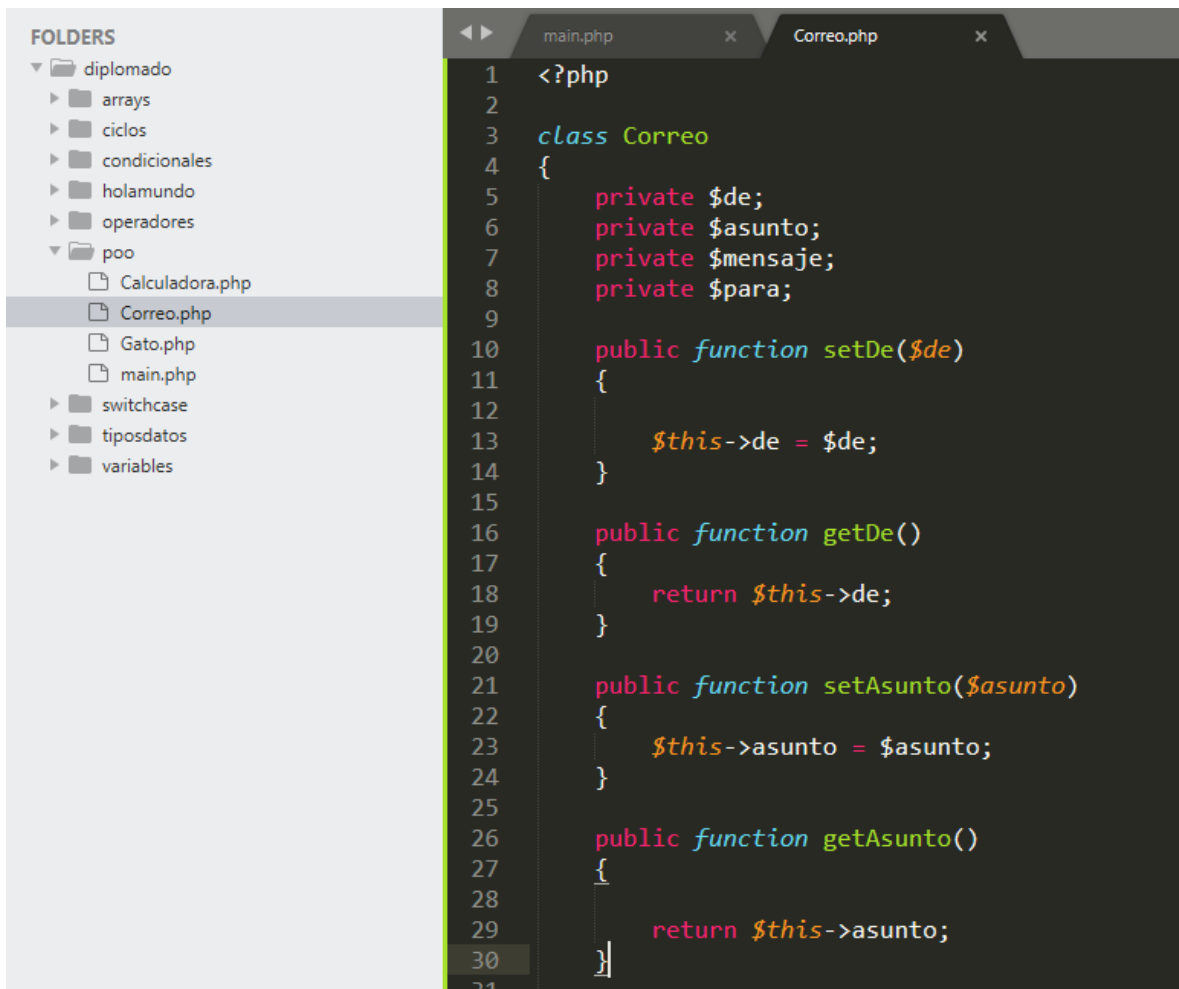 FOLDERS
diplomado
arrays
ciclos
condicionales
holamundo
operadores
poo
Calculadora.php
Correo.php
Gato.php
main.php
switchcase
tiposdatos
variables
main.php × Correo.php ×
1 <?php
2
3 class Correo
4 {
5     private $de;
6     private $asunto;
7     private $mensaje;
8     private $para;
9
10     public function setDe($de)
11     {
12
13         $this->de = $de;
14     }
15
16     public function getDe()
17     {
18         return $this->de;
19     }
20
21     public function setAsunto($asunto)
22     {
23         $this->asunto = $asunto;
24     }
25
26     public function getAsunto()
27     {
28
29         return $this->asunto;
30     }
31